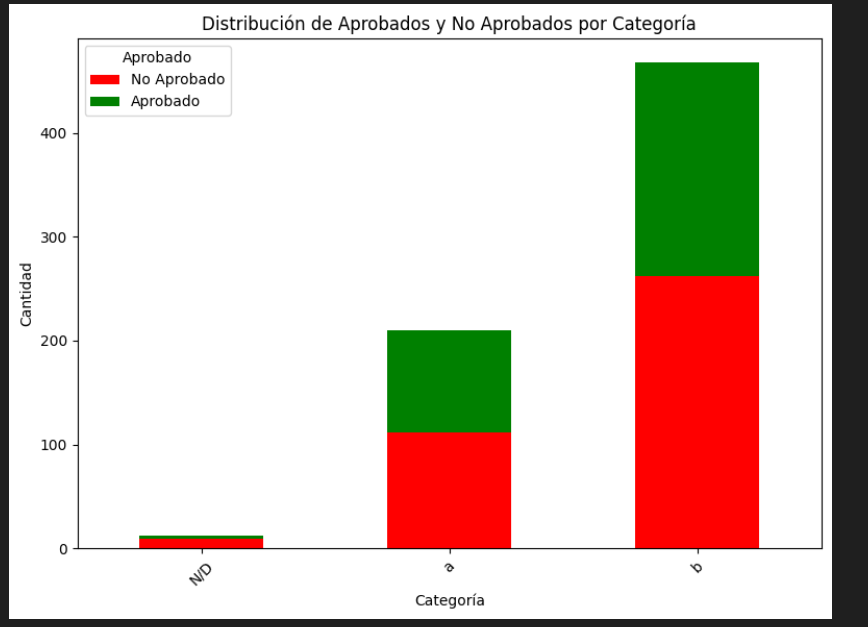 Distribución de Aprobados y No Aprobados por Categoría
Aprobado
No Aprobado
Aprobado
Cantidad
400
300
200
100
0
N/D
a
b
Categoría